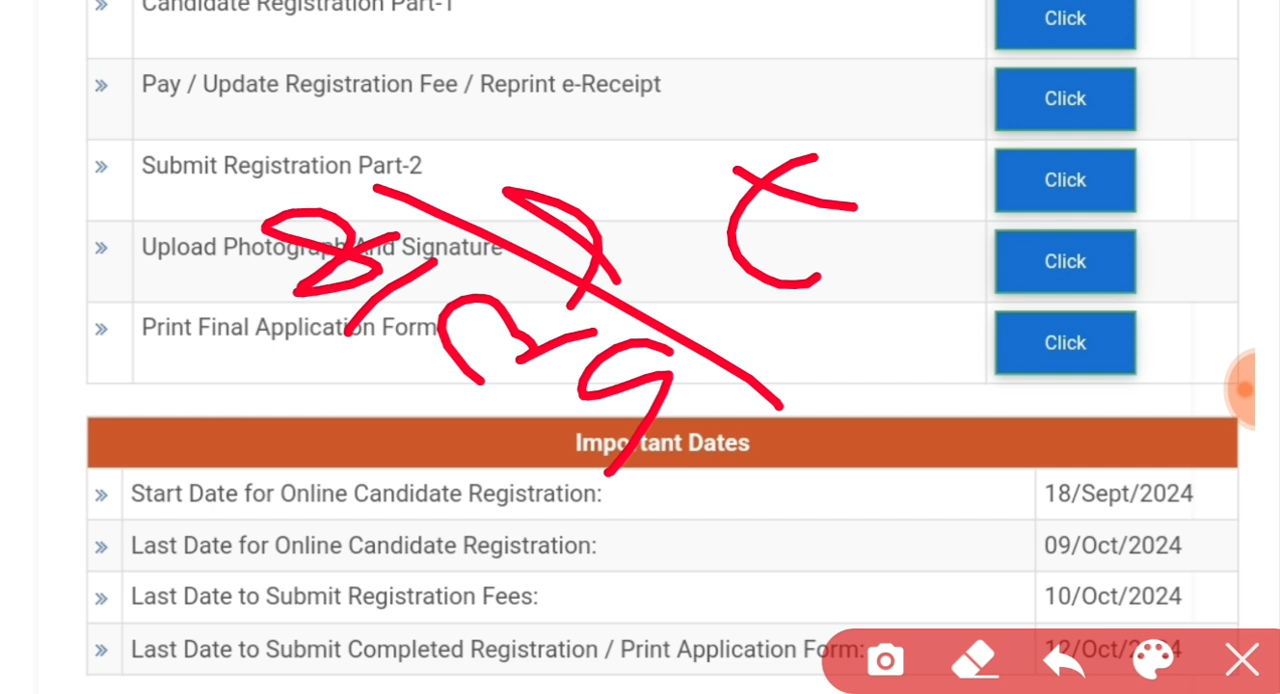 Candidate Registration Part-1 Click
Pay / Update Registration Fee / Reprint e-Receipt Click
Submit Registration Part-2 Click
Upload Photograph And Signature Click
Print Final Application Form Click
Important Dates
Start Date for Online Candidate Registration: 18/Sept/2024
Last Date for Online Candidate Registration: 09/Oct/2024
Last Date to Submit Registration Fees: 10/Oct/2024
Last Date to Submit Completed Registration / Print Application Form: 12/Oct/2024